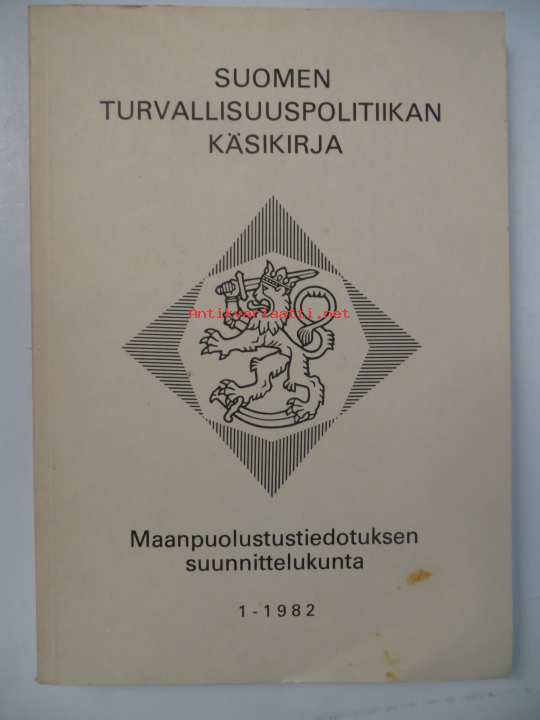 SUOMEN
TURVALLISUUSPOLITIIKAN
KÄSIKIRJA
Antikvariaatti.net
Maanpuolustustiedotuksen
suunnittelukunta
1-1982